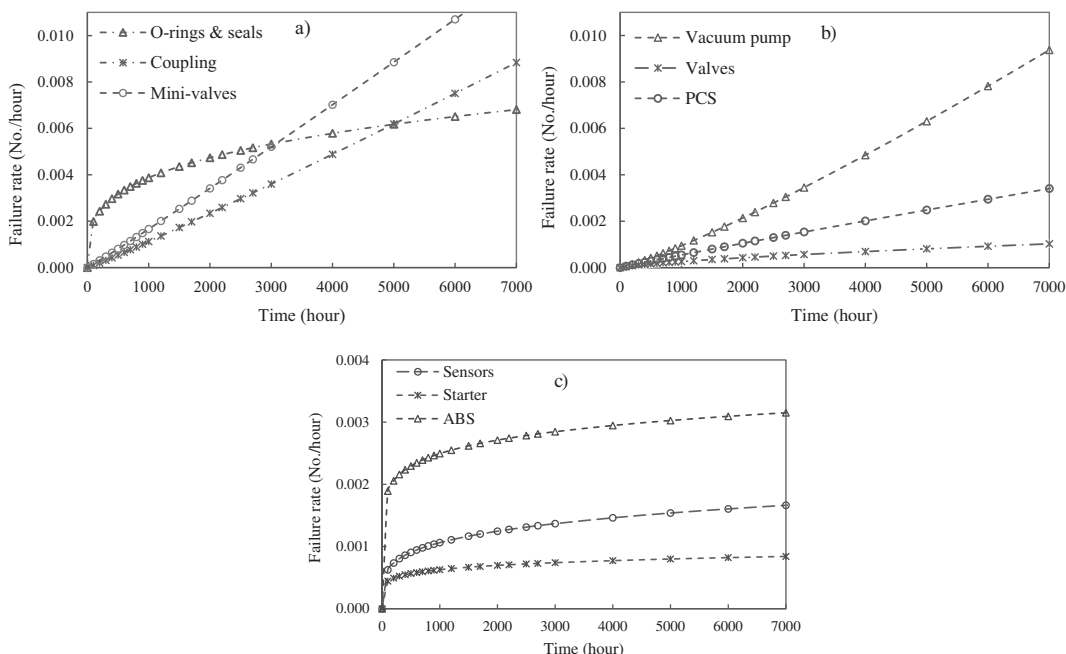 a)
O-rings & seals
Coupling
Mini-valves
Failure rate (No./hour)
0.010
0.008
0.006
0.004
0.002
0.000
0 1000 2000 3000 4000 5000 6000 7000
Time (hour)
b)
Vacuum pump
Valves
PCS
Failure rate (No./hour)
0.010
0.008
0.006
0.004
0.002
0.000
0 1000 2000 3000 4000 5000 6000 7000
Time (hour)
c)
Sensors
Starter
ABS
Failure rate (No./hour)
0.004
0.003
0.002
0.001
0.000
0 1000 2000 3000 4000 5000 6000 7000
Time (hour)